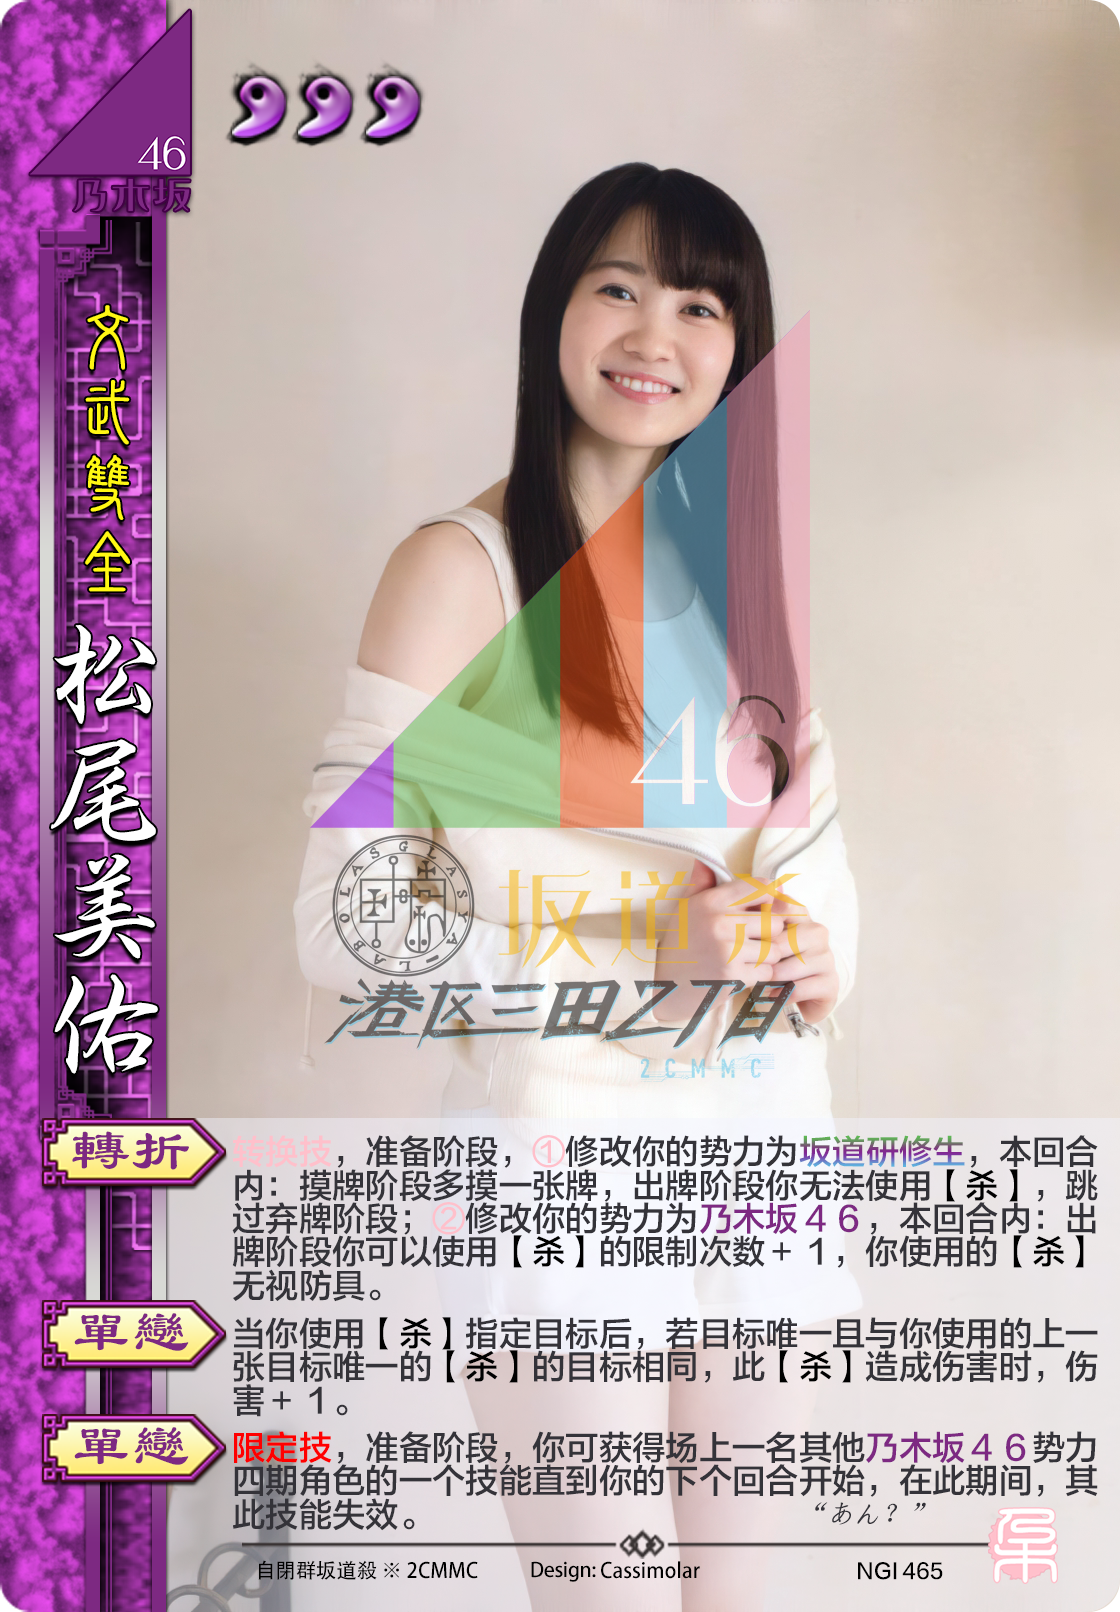 46
乃木坂
文武雙全
松尾美佑
46
GLASYA-LABOLAS
坂道杀
港区三田2丁目
2CMMC
轉折
转换技，准备阶段，①修改你的势力为坂道研修生，本回合
内：摸牌阶段多摸一张牌，出牌阶段你无法使用【杀】，跳
过弃牌阶段；②修改你的势力为乃木坂４６，本回合内：出
牌阶段你可以使用【杀】的限制次数＋１，你使用的【杀】
无视防具。
單戀
当你使用【杀】指定目标后，若目标唯一且与你使用的上一
张目标唯一的【杀】的目标相同，此【杀】造成伤害时，伤
害＋１。
單戀
限定技，准备阶段，你可获得场上一名其他乃木坂４６势力
四期角色的一个技能直到你的下个回合开始，在此期间，其
此技能失效。
“あん？”
自閉群坂道殺 ※ 2CMMC
Design: Cassimolar
NGI 465